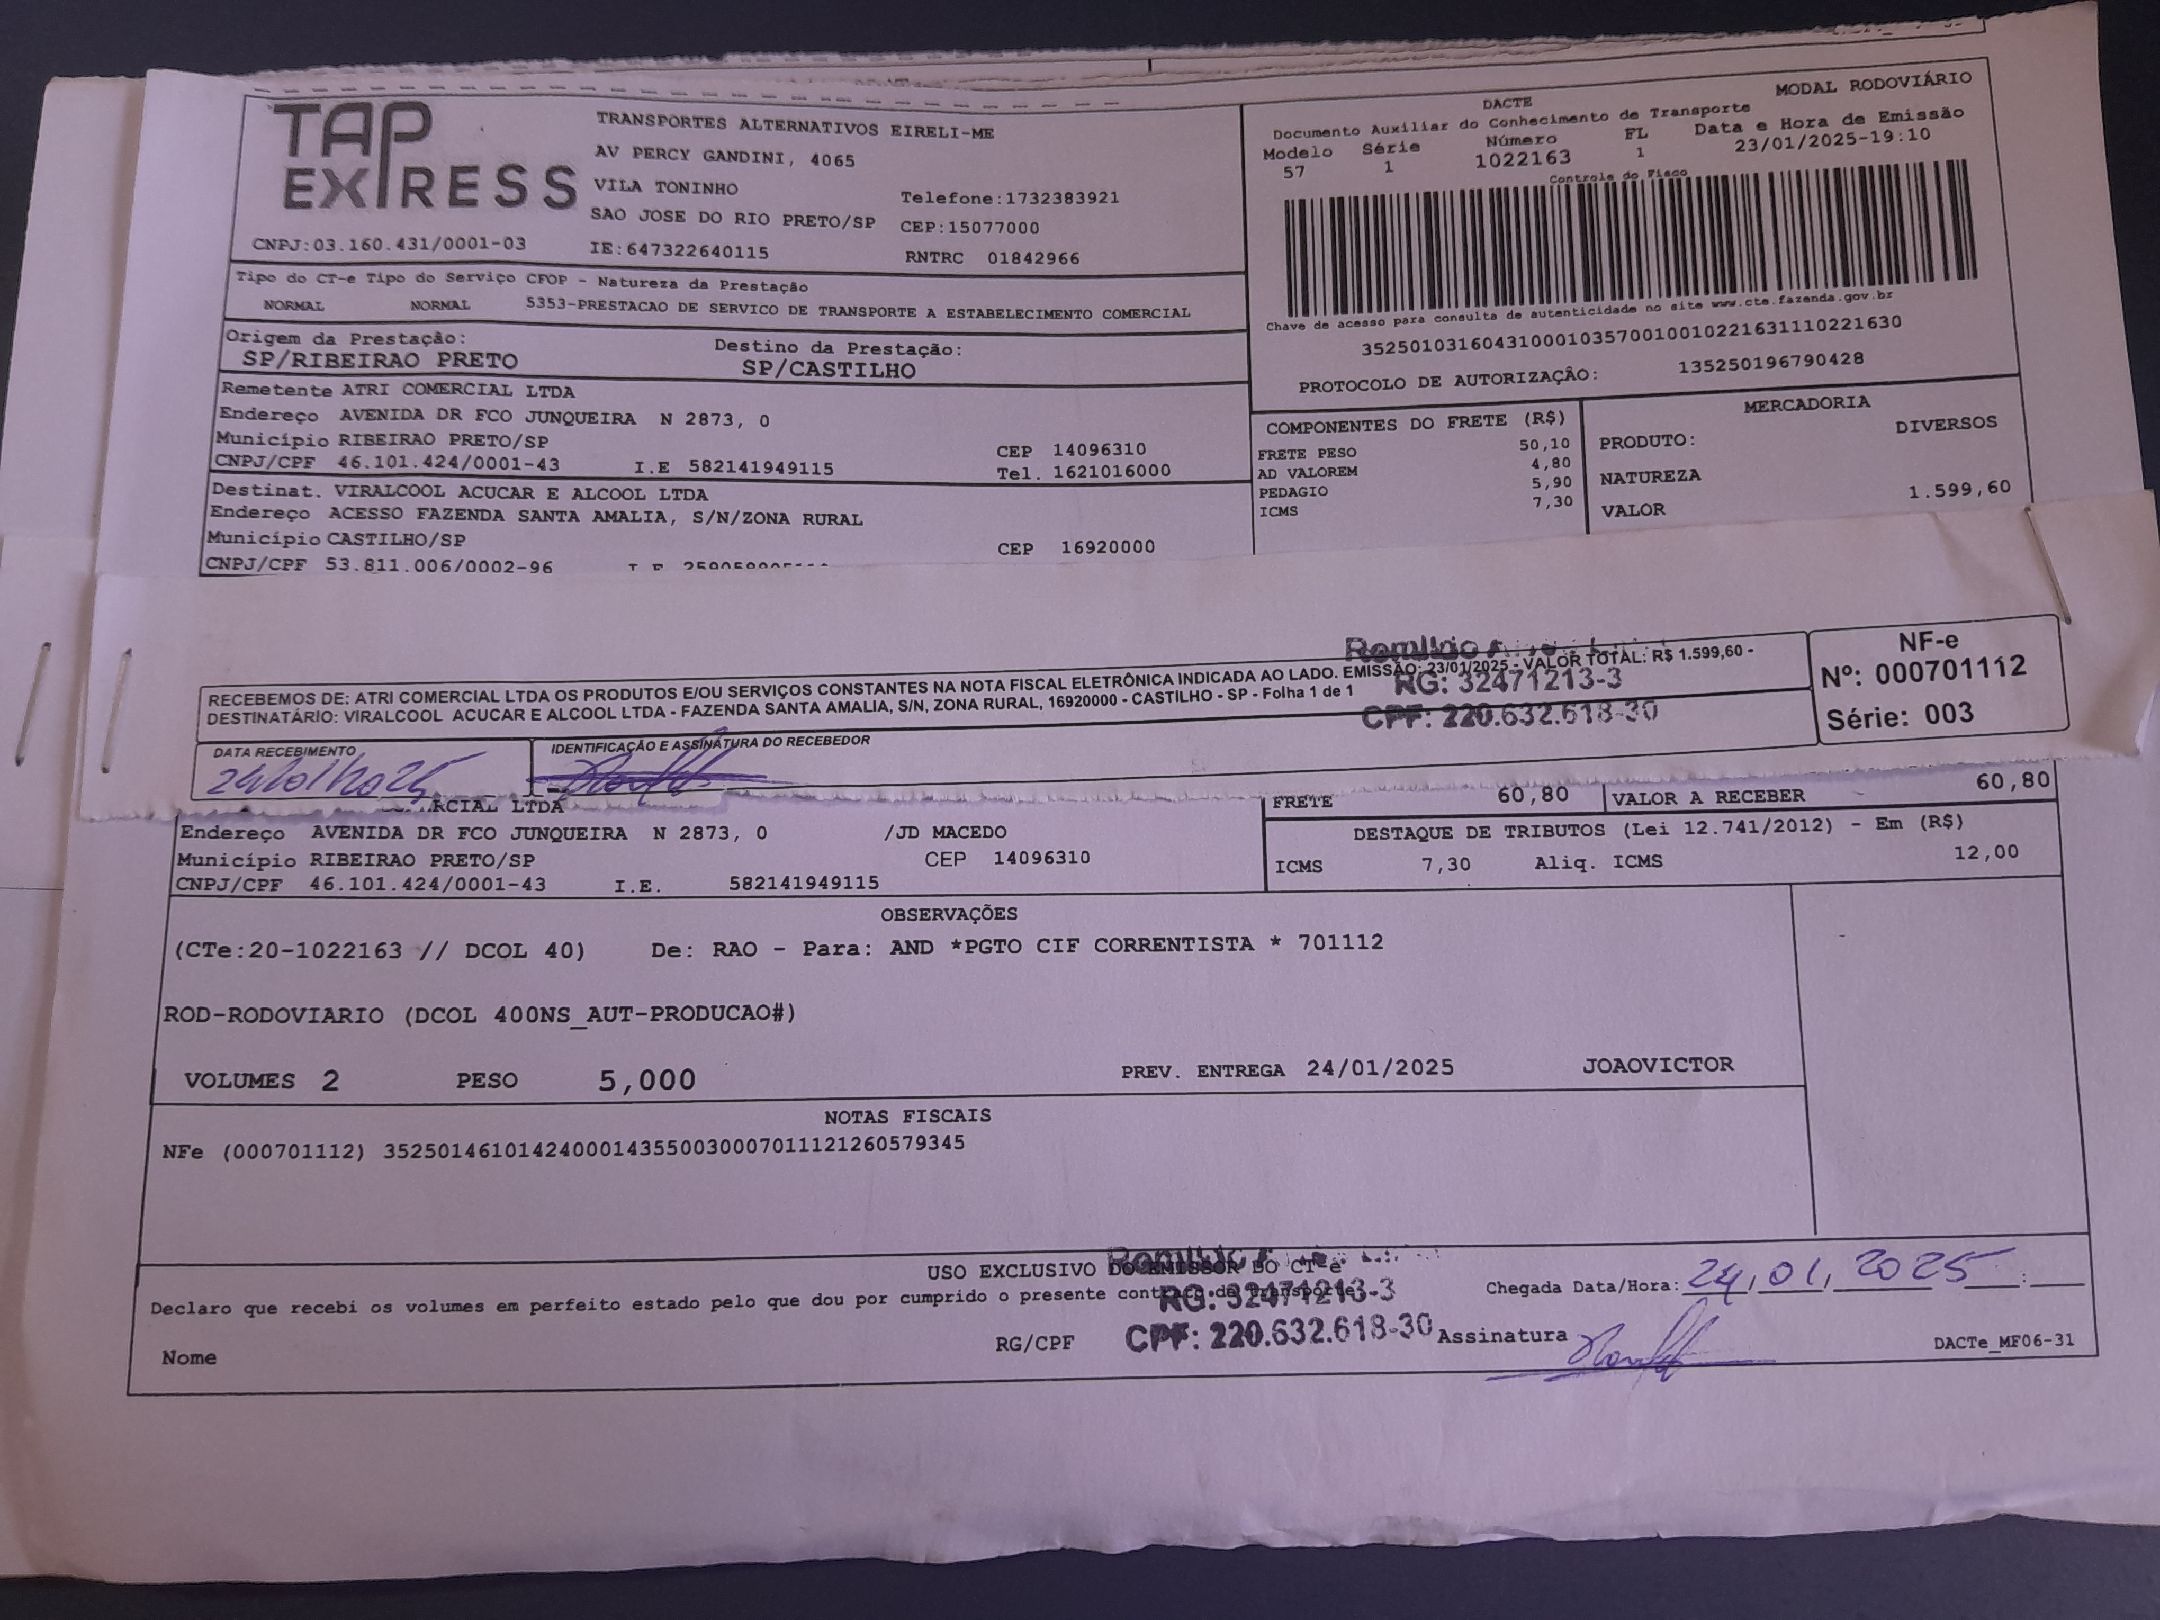 TAP EXPRESS
TRANSPORTES ALTERNATIVOS EIRELI-ME
AV PERCY GANDINI, 4065
VILA TONINHO
Telefone:1732383921
SAO JOSE DO RIO PRETO/SP CEP:15077000
CNPJ:03.160.431/0001-03 IE:647322640115 RNTRC 01842966
MODAL RODOVIÁRIO
DACTE
Documento Auxiliar do Conhecimento de Transporte
Modelo Série Número FL Data e Hora de Emissão
57 1 1022163 1 23/01/2025-19:10
Controle do Fisco
Chave de acesso para consulta de autenticidade no site www.cte.fazenda.gov.br
35250103160431000103570010010221631110221630
PROTOCOLO DE AUTORIZAÇÂO: 135250196790428
Tipo do CT-e Tipo do Serviço CFOP - Natureza da Prestação
NORMAL NORMAL 5353-PRESTACAO DE SERVICO DE TRANSPORTE A ESTABELECIMENTO COMERCIAL
Origem da Prestação: Destino da Prestação:
SP/RIBEIRAO PRETO SP/CASTILHO
Remetente ATRI COMERCIAL LTDA
Endereço AVENIDA DR FCO JUNQUEIRA N 2873, 0
Município RIBEIRAO PRETO/SP CEP 14096310
CNPJ/CPF 46.101.424/0001-43 I.E 582141949115 Tel. 1621016000
Destinat. VIRALCOOL ACUCAR E ALCOOL LTDA
Endereço ACESSO FAZENDA SANTA AMALIA, S/N/ZONA RURAL
Município CASTILHO/SP CEP 16920000
CNPJ/CPF 53.811.006/0002-96
COMPONENTES DO FRETE (R$)
FRETE PESO 50,10
AD VALOREM 4,80
PEDAGIO 5,90
ICMS 7,30
MERCADORIA
PRODUTO: DIVERSOS
NATUREZA
VALOR 1.599,60
RECEBEMOS DE: ATRI COMERCIAL LTDA OS PRODUTOS E/OU SERVIÇOS CONSTANTES NA NOTA FISCAL ELETRÔNICA INDICADA AO LADO. EMISSÃO: 23/01/2025 - VALOR TOTAL: R$ 1.599,60 -
DESTINATÁRIO: VIRALCOOL ACUCAR E ALCOOL LTDA - FAZENDA SANTA AMALIA, S/N, ZONA RURAL, 16920000 - CASTILHO - SP - Folha 1 de 1
RG: 32471213-3
CPF: 220.632.618-30
NF-e
Nº: 000701112
Série: 003
DATA RECEBIMENTO IDENTIFICAÇÃO E ASSINATURA DO RECEBEDOR
24/01/2025
LTDA
Endereço AVENIDA DR FCO JUNQUEIRA N 2873, 0 /JD MACEDO
Município RIBEIRAO PRETO/SP CEP 14096310
CNPJ/CPF 46.101.424/0001-43 I.E. 582141949115
FRETE 60,80 VALOR A RECEBER 60,80
DESTAQUE DE TRIBUTOS (Lei 12.741/2012) - Em (R$)
ICMS 7,30 Aliq. ICMS 12,00
OBSERVAÇÕES
(CTe:20-1022163 // DCOL 40) De: RAO - Para: AND *PGTO CIF CORRENTISTA * 701112
ROD-RODOVIARIO (DCOL 400NS_AUT-PRODUCAO#)
VOLUMES 2 PESO 5,000 PREV. ENTREGA 24/01/2025 JOAOVICTOR
NOTAS FISCAIS
NFe (000701112) 35250146101424000143550030007011121260579345
USO EXCLUSIVO DO EMISSOR DO CT-e
Declaro que recebi os volumes em perfeito estado pelo que dou por cumprido o presente contrato de transporte.
RG: 32471213-3
CPF: 220.632.618-30
Chegada Data/Hora: 24, 01, 2025 :
Nome RG/CPF Assinatura
DACTe_MF06-31